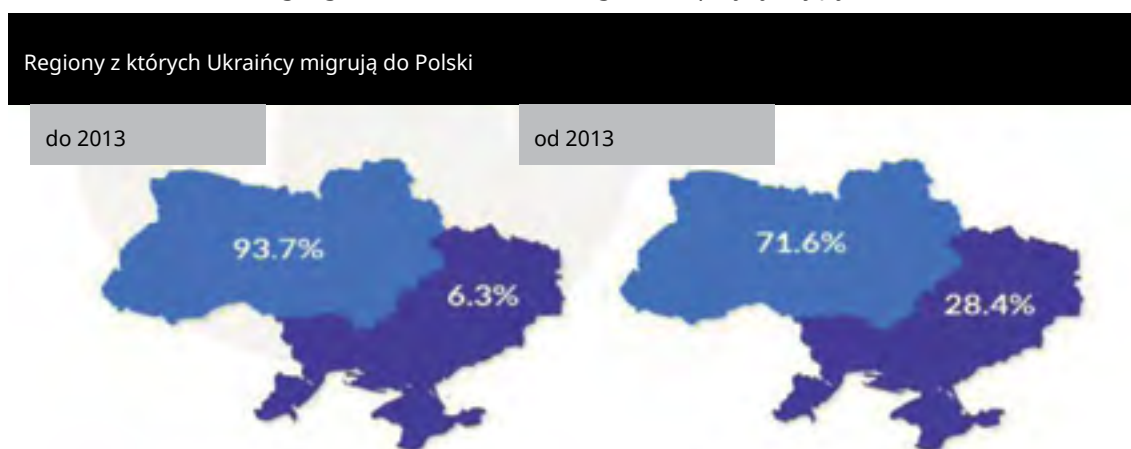 Regiony z których Ukraińcy migrują do Polski
do 2013
od 2013
93.7%
71.6%
6.3%
28.4%